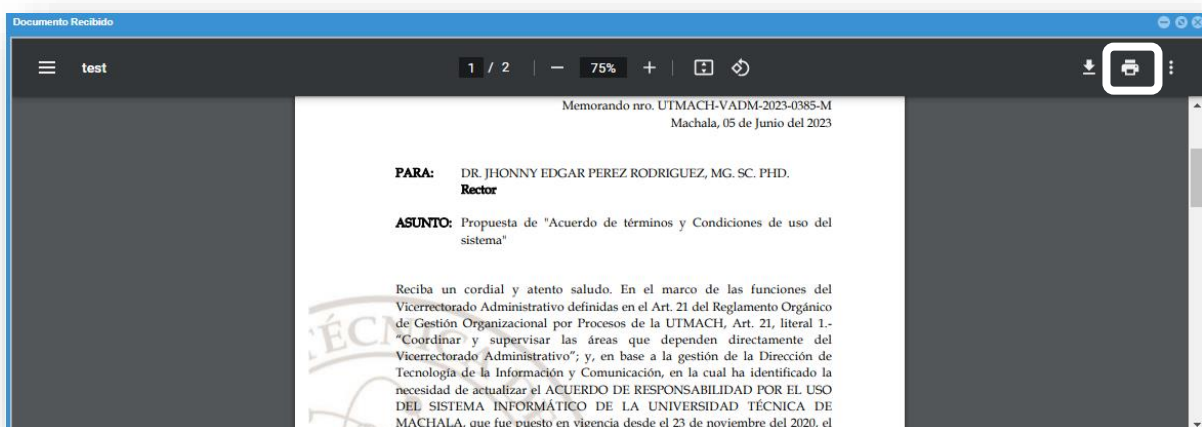 Documento Recibido
test
1 / 2
75%
Memorando nro. UTMACH-VADM-2023-0385-M
Machala, 05 de Junio del 2023
PARA: DR. JHONNY EDGAR PEREZ RODRIGUEZ, MG. SC. PHD.
Rector
ASUNTO: Propuesta de "Acuerdo de términos y Condiciones de uso del
sistema"
Reciba un cordial y atento saludo. En el marco de las funciones del
Vicerrectorado Administrativo definidas en el Art. 21 del Reglamento Orgánico
de Gestión Organizacional por Procesos de la UTMACH, Art. 21, literal 1.-
"Coordinar y supervisar las áreas que dependen directamente del
Vicerrectorado Administrativo"; y, en base a la gestión de la Dirección de
Tecnología de la Información y Comunicación, en la cual ha identificado la
necesidad de actualizar el ACUERDO DE RESPONSABILIDAD POR EL USO
DEL SISTEMA INFORMÁTICO DE LA UNIVERSIDAD TÉCNICA DE
MACHALA, que fue puesto en vigencia desde el 23 de noviembre del 2020, el
TÉCNICA DE